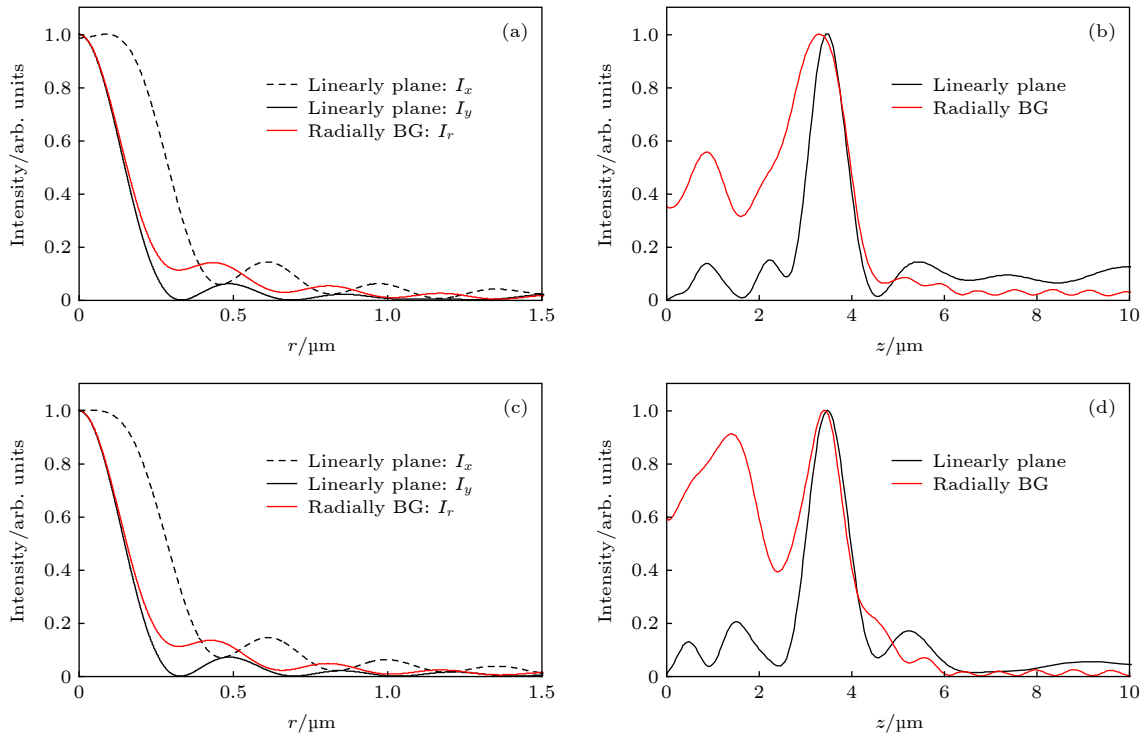 (a)
1.0
0.8
0.6
0.4
0.2
0
Intensity/arb. units
Linearly plane: Ix
Linearly plane: Iy
Radially BG: Ir
0 0.5 1.0 1.5
r/µm
(b)
1.0
0.8
0.6
0.4
0.2
0
Intensity/arb. units
Linearly plane
Radially BG
0 2 4 6 8 10
z/µm
(c)
1.0
0.8
0.6
0.4
0.2
0
Intensity/arb. units
Linearly plane: Ix
Linearly plane: Iy
Radially BG: Ir
0 0.5 1.0 1.5
r/µm
(d)
1.0
0.8
0.6
0.4
0.2
0
Intensity/arb. units
Linearly plane
Radially BG
0 2 4 6 8 10
z/µm